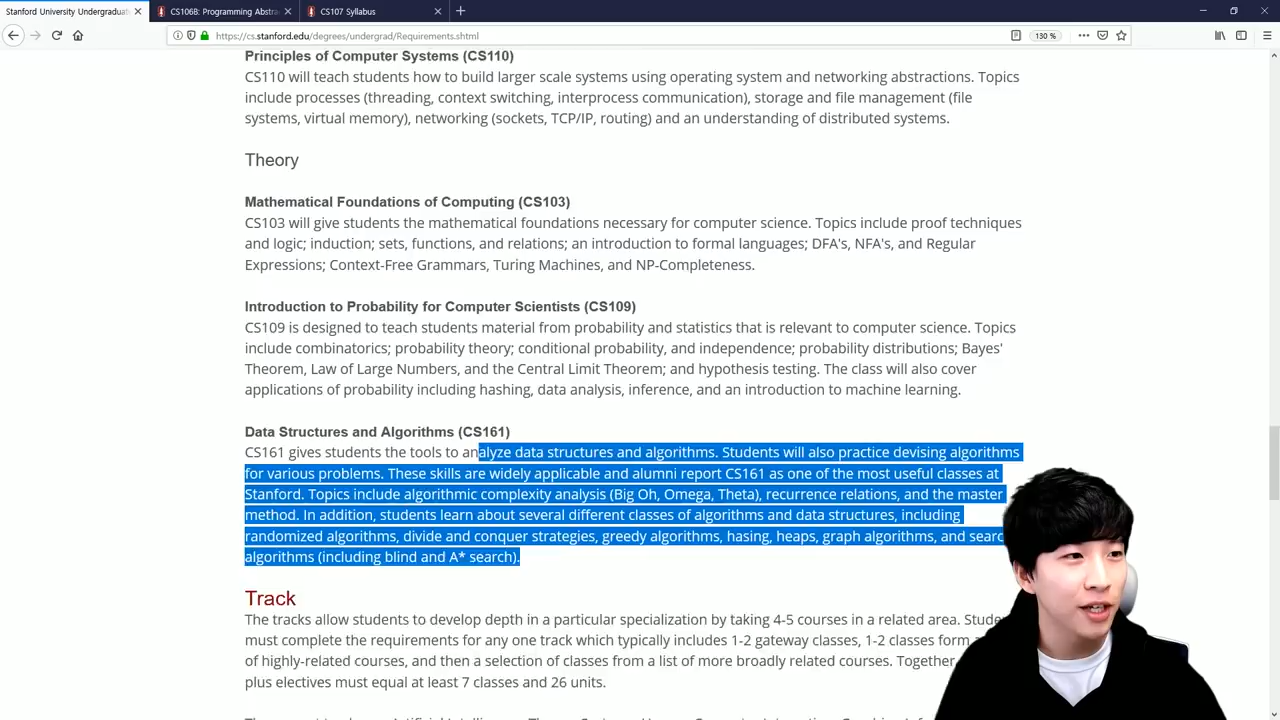 Stanford University Undergradua
CS106B: Programming Abstra
CS107 Syllabus
https://cs.stanford.edu/degrees/undergrad/Requirements.shtml
130 %
Principles of Computer Systems (CS110)
CS110 will teach students how to build larger scale systems using operating system and networking abstractions. Topics
include processes (threading, context switching, interprocess communication), storage and file management (file
systems, virtual memory), networking (sockets, TCP/IP, routing) and an understanding of distributed systems.
Theory
Mathematical Foundations of Computing (CS103)
CS103 will give students the mathematical foundations necessary for computer science. Topics include proof techniques
and logic; induction; sets, functions, and relations; an introduction to formal languages; DFA's, NFA's, and Regular
Expressions; Context-Free Grammars, Turing Machines, and NP-Completeness.
Introduction to Probability for Computer Scientists (CS109)
CS109 is designed to teach students material from probability and statistics that is relevant to computer science. Topics
include combinatorics; probability theory; conditional probability, and independence; probability distributions; Bayes'
Theorem, Law of Large Numbers, and the Central Limit Theorem; and hypothesis testing. The class will also cover
applications of probability including hashing, data analysis, inference, and an introduction to machine learning.
Data Structures and Algorithms (CS161)
CS161 gives students the tools to analyze data structures and algorithms. Students will also practice devising algorithms
for various problems. These skills are widely applicable and alumni report CS161 as one of the most useful classes at
Stanford. Topics include algorithmic complexity analysis (Big Oh, Omega, Theta), recurrence relations, and the master
method. In addition, students learn about several different classes of algorithms and data structures, including
randomized algorithms, divide and conquer strategies, greedy algorithms, hasing, heaps, graph algorithms, and searc
algorithms (including blind and A* search).
Track
The tracks allow students to develop depth in a particular specialization by taking 4-5 courses in a related area. Stude
must complete the requirements for any one track which typically includes 1-2 gateway classes, 1-2 classes form
of highly-related courses, and then a selection of classes from a list of more broadly related courses. Together
plus electives must equal at least 7 classes and 26 units.